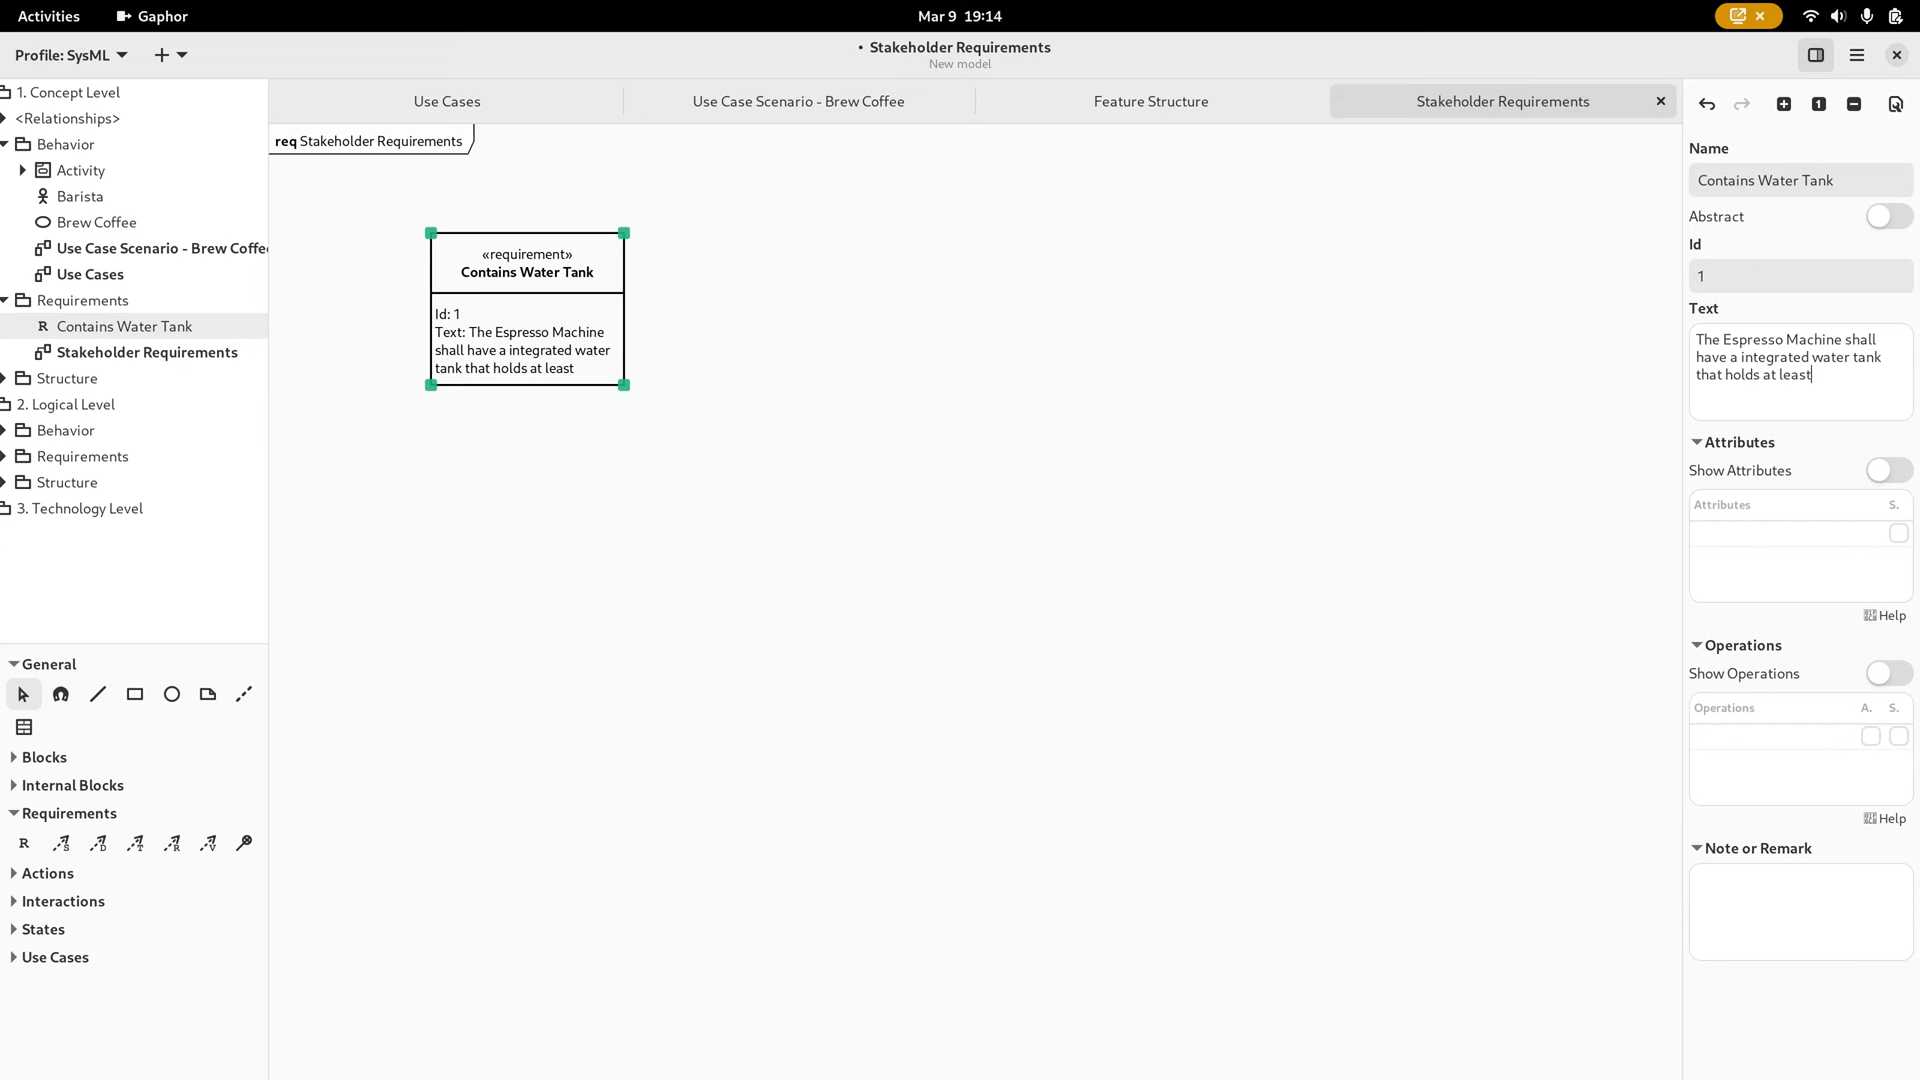 Activities
Gaphor
Mar 9 19:14
Profile: SysML
• Stakeholder Requirements
New model
1. Concept Level
<Relationships>
Behavior
Activity
Barista
Brew Coffee
Use Case Scenario - Brew Coffe
Use Cases
Requirements
R Contains Water Tank
Stakeholder Requirements
Structure
2. Logical Level
Behavior
Requirements
Structure
3. Technology Level
General
Blocks
Internal Blocks
Requirements
R S D T R V
Actions
Interactions
States
Use Cases
Use Cases
Use Case Scenario - Brew Coffee
Feature Structure
Stakeholder Requirements
req Stakeholder Requirements
«requirement»
Contains Water Tank
Id: 1
Text: The Espresso Machine
shall have a integrated water
tank that holds at least
1
Name
Contains Water Tank
Abstract
Id
1
Text
The Espresso Machine shall
have a integrated water tank
that holds at least
Attributes
Show Attributes
Attributes S.
Help
Operations
Show Operations
Operations A. S.
Help
Note or Remark